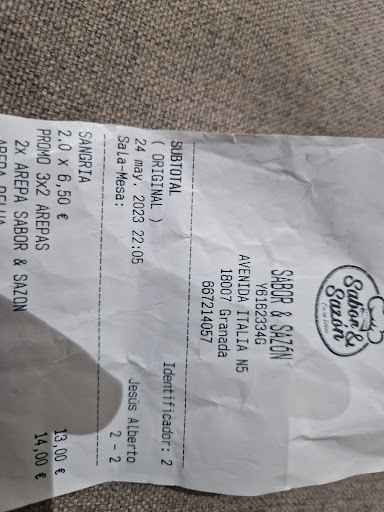 Sabor &
Sazón
SABOR & SAZÓN
Y6162334G
AVENIDA ITALIA N5
18007 Granada
667214057
SUBTOTAL
( ORIGINAL ) Identificador: 2
24 may. 2023 22:05 Jesús Alberto
Sala-Mesa: 2 - 2
SANGRIA
2.0 x 6,50 € 13,00 €
PROMO 3x2 AREPAS 14,00 €
2x AREPA SABOR & SAZON